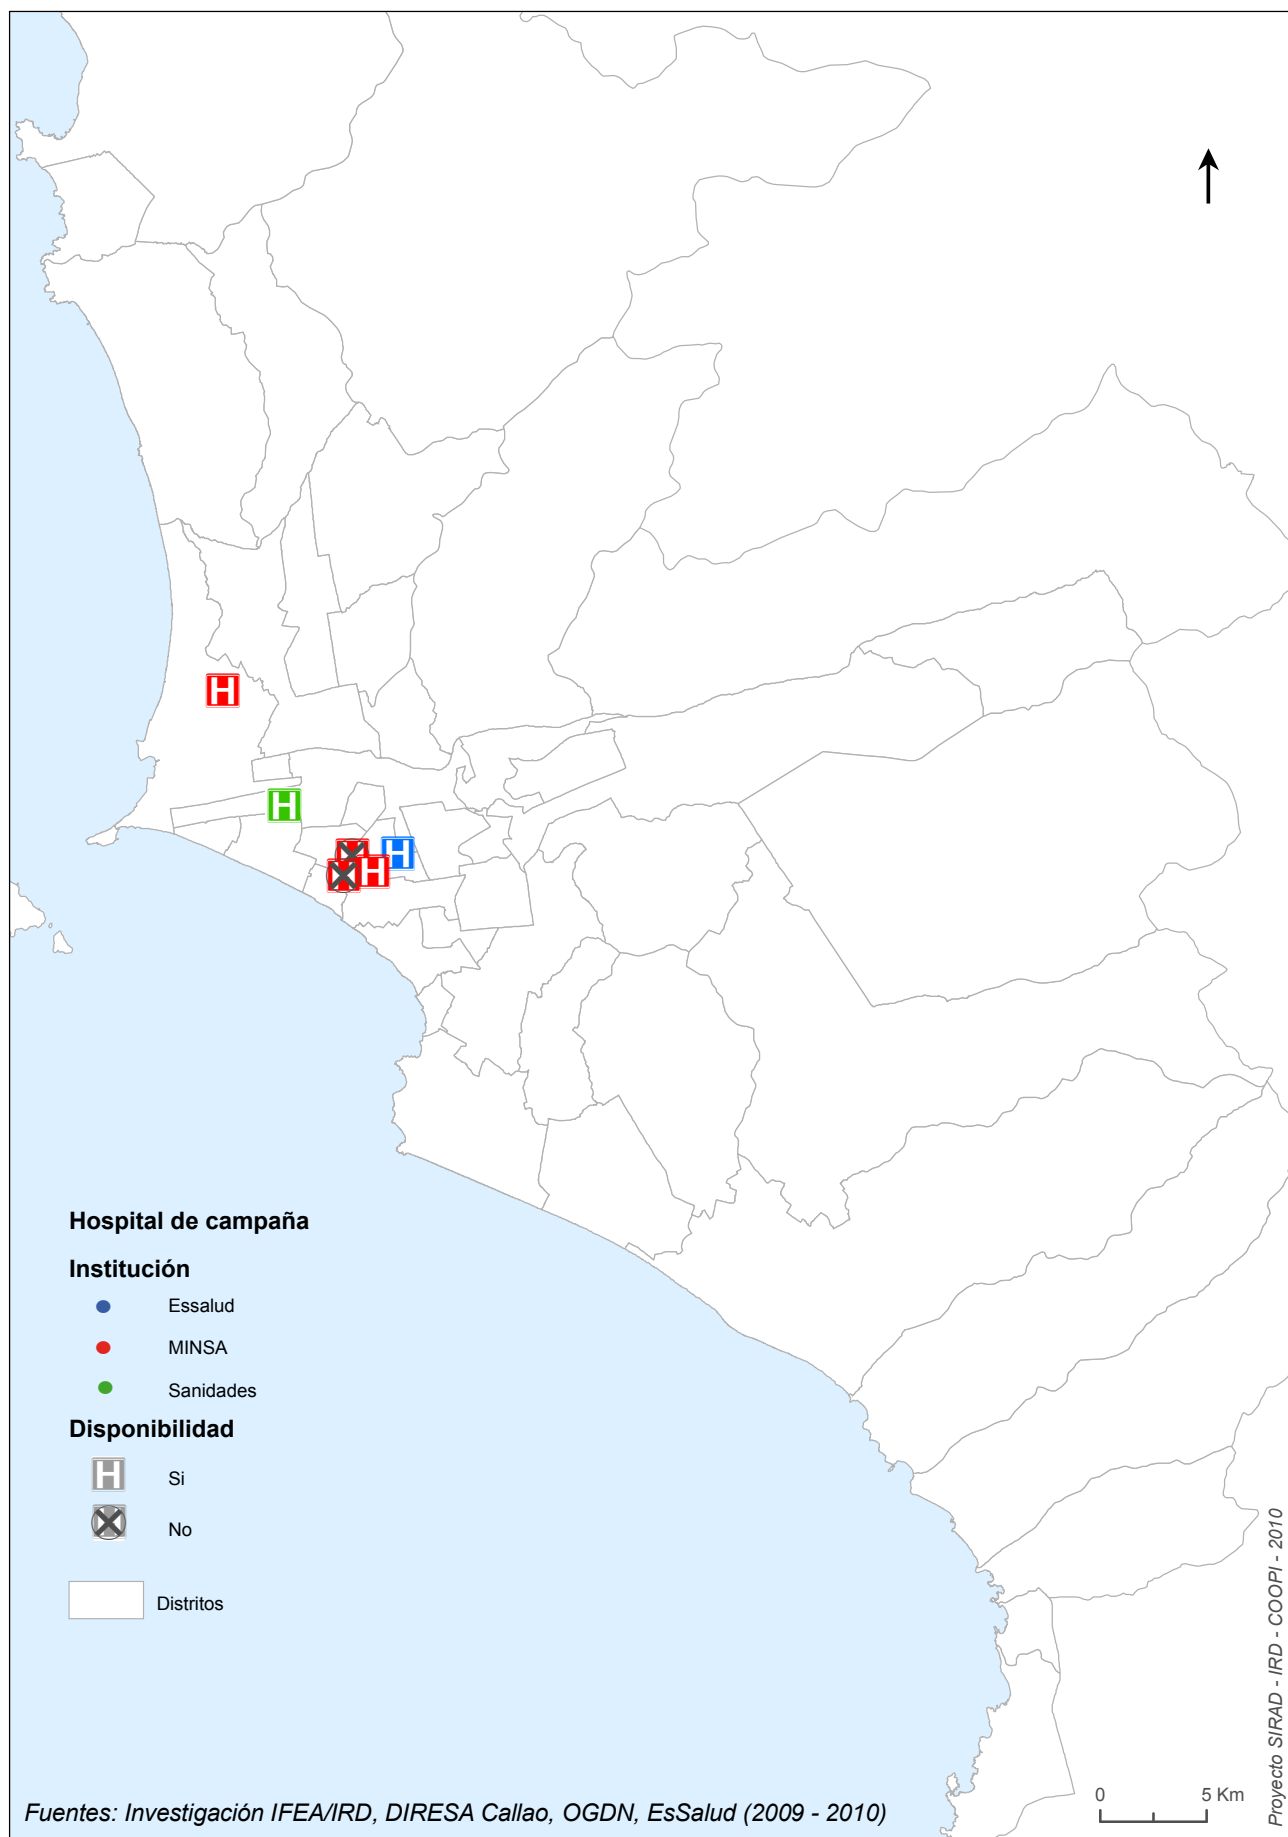 Hospital de campaña
Institución
Essalud
MINSA
Sanidades
Disponibilidad
H Si
No
Distritos
H
H
H
H
Fuentes: Investigación IFEA/IRD, DIRESA Callao, OGDN, EsSalud (2009 - 2010)
0 5 Km
Proyecto SIRAD - IRD - COOPI - 2010